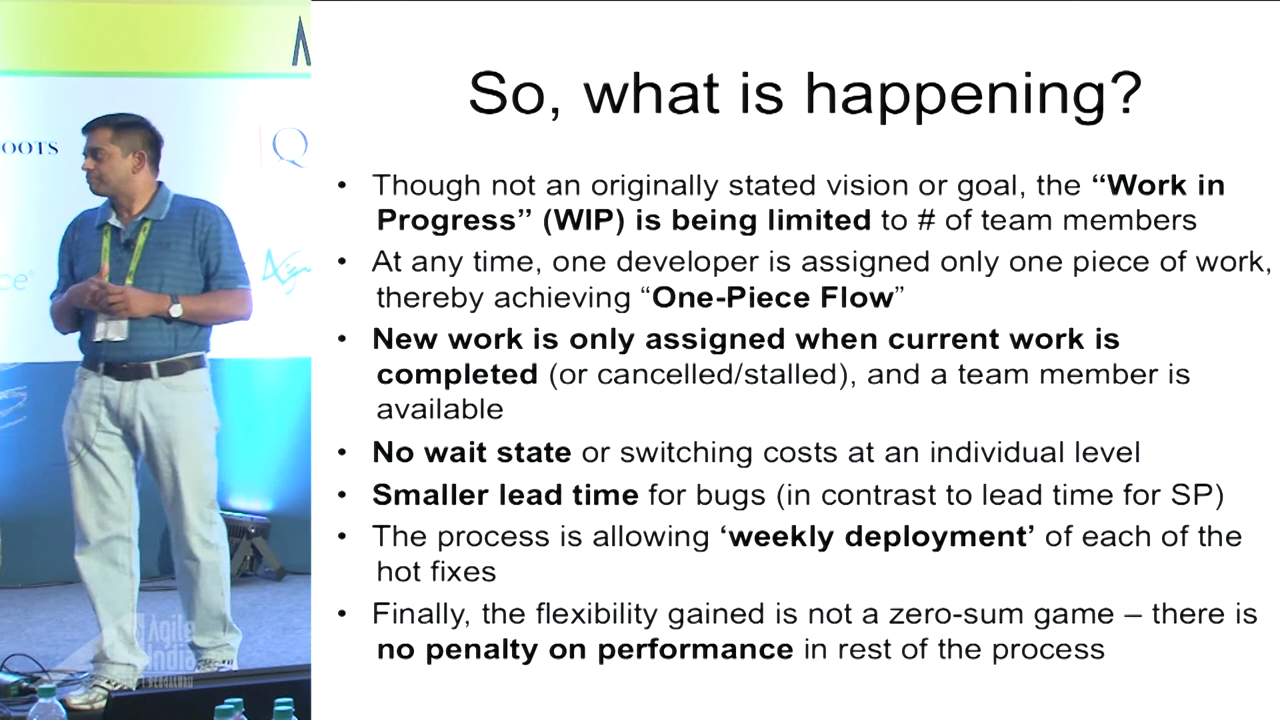 OOTS
Q
ce®
So, what is happening?
• Though not an originally stated vision or goal, the “Work in
Progress” (WIP) is being limited to # of team members
• At any time, one developer is assigned only one piece of work,
thereby achieving “One-Piece Flow”
• New work is only assigned when current work is
completed (or cancelled/stalled), and a team member is
available
• No wait state or switching costs at an individual level
• Smaller lead time for bugs (in contrast to lead time for SP)
• The process is allowing ‘weekly deployment’ of each of the
hot fixes
• Finally, the flexibility gained is not a zero-sum game – there is
no penalty on performance in rest of the process
Agile
India